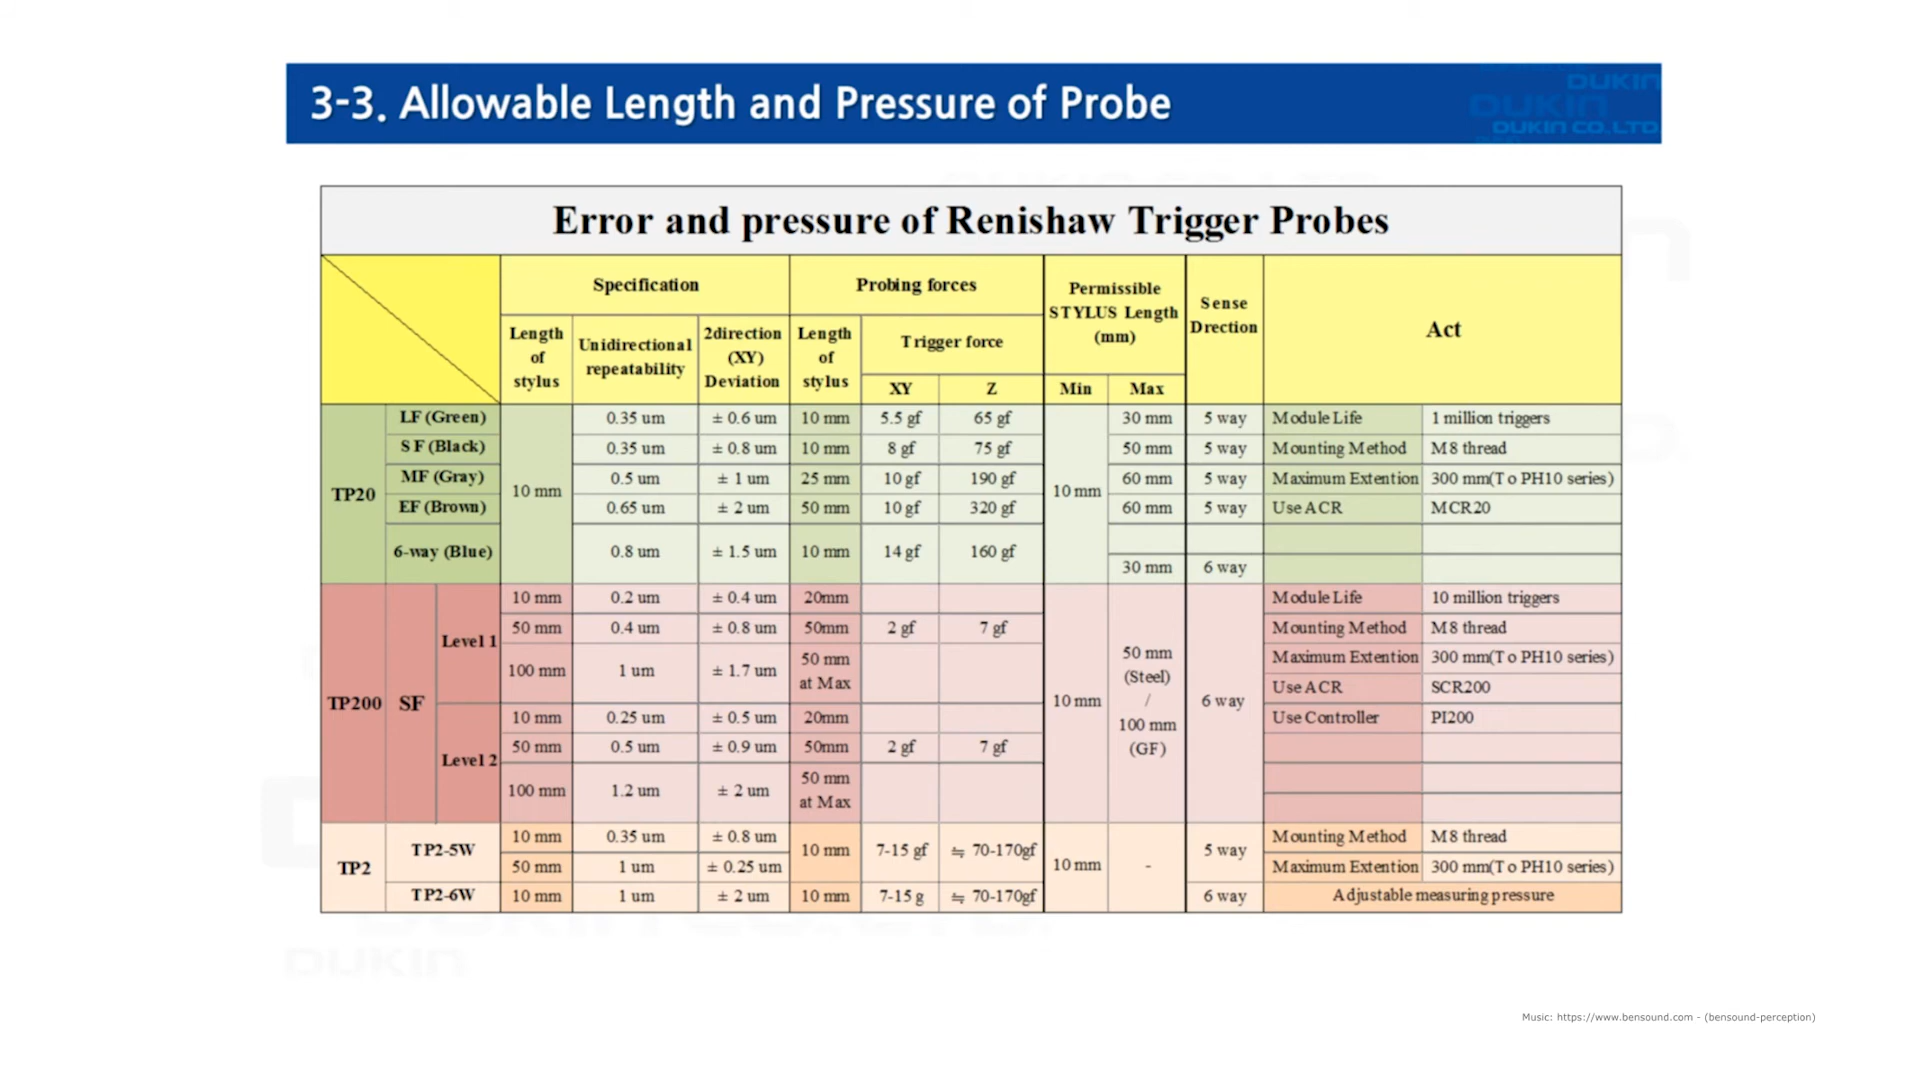 3-3. Allowable Length and Pressure of Probe
DUKIN
DUKIN
DUKIN CO.LTD
Error and pressure of Renishaw Trigger Probes
Specification
Probing forces
Permissible
STYLUS Length
(mm)
Sense
Drection
Act
Length
of
stylus
Unidirectional
repeatability
2direction
(XY)
Deviation
Length
of
stylus
Trigger force
XY Z Min Max
TP20
LF (Green) 0.35 um ± 0.6 um 10 mm 5.5 gf 65 gf 30 mm 5 way Module Life 1 million triggers
SF (Black) 0.35 um ± 0.8 um 10 mm 8 gf 75 gf 50 mm 5 way Mounting Method M8 thread
MF (Gray) 0.5 um ± 1 um 25 mm 10 gf 190 gf 60 mm 5 way Maximum Extention 300 mm(To PH10 series)
10 mm 10 mm
EF (Brown) 0.65 um ± 2 um 50 mm 10 gf 320 gf 60 mm 5 way Use ACR MCR20
6-way (Blue) 0.8 um ± 1.5 um 10 mm 14 gf 160 gf
30 mm 6 way
TP200 SF
Level 1
10 mm 0.2 um ± 0.4 um 20mm Module Life 10 million triggers
50 mm 0.4 um ± 0.8 um 50mm 2 gf 7 gf Mounting Method M8 thread
100 mm 1 um ± 1.7 um 50 mm
at Max
Maximum Extention 300 mm(To PH10 series)
Use ACR SCR200
10 mm
50 mm
(Steel)
/
100 mm
(GF)
6 way
Level 2
10 mm 0.25 um ± 0.5 um 20mm Use Controller PI200
50 mm 0.5 um ± 0.9 um 50mm 2 gf 7 gf
100 mm 1.2 um ± 2 um 50 mm
at Max
TP2
TP2-5W
10 mm 0.35 um ± 0.8 um 10 mm 7-15 gf ≒ 70-170gf 5 way Mounting Method M8 thread
50 mm 1 um ± 0.25 um 10 mm - Maximum Extention 300 mm(To PH10 series)
TP2-6W 10 mm 1 um ± 2 um 10 mm 7-15 g ≒ 70-170gf 6 way Adjustable measuring pressure
DUKIN
Music: https://www.bensound.com - (bensound-perception)